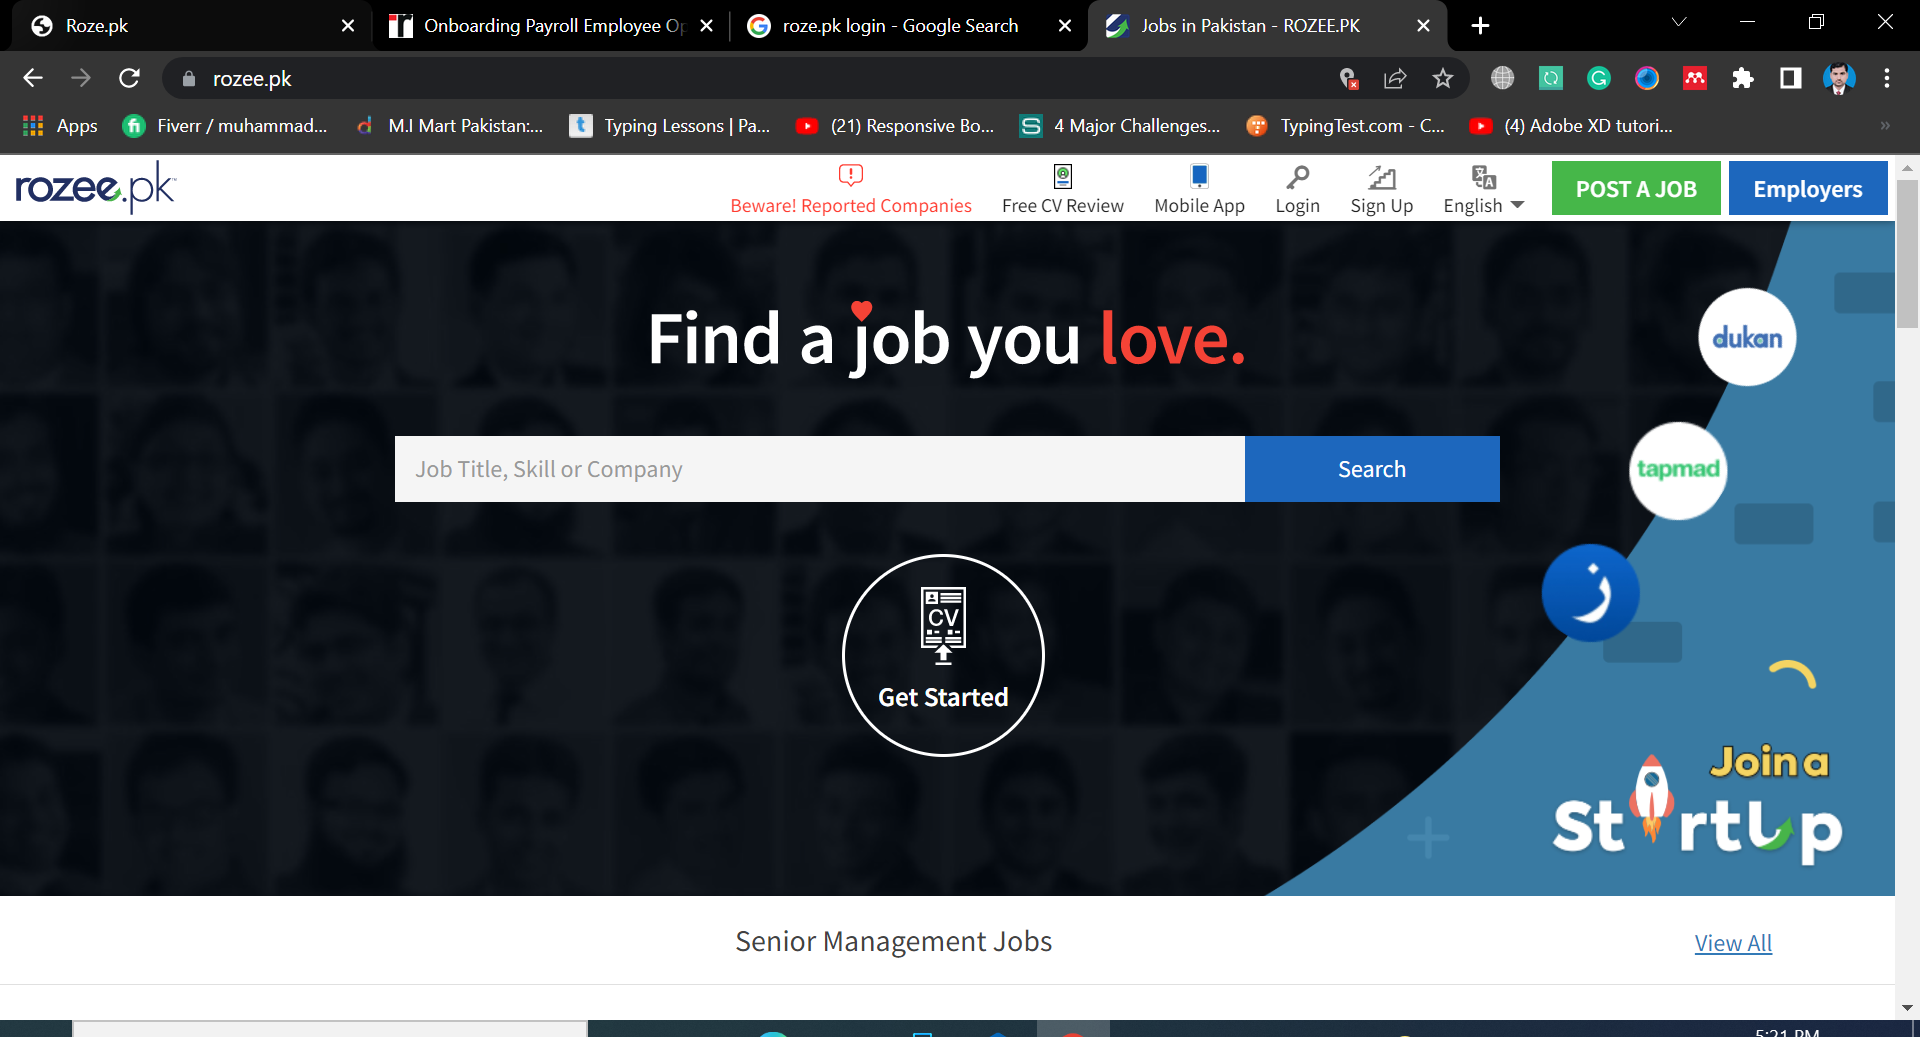 Roze.pk
Onboarding Payroll Employee Op
roze.pk login - Google Search
Jobs in Pakistan - ROZEE.PK
rozee.pk
Apps
Fiverr / muhammad...
M.I Mart Pakistan:...
Typing Lessons | Pa...
(21) Responsive Bo...
4 Major Challenges...
TypingTest.com - C...
(4) Adobe XD tutori...
rozee.pk
Beware! Reported Companies
Free CV Review
Mobile App
Login
Sign Up
English
POST A JOB
Employers
Find a job you love.
dukan
Job Title, Skill or Company
Search
tapmad
ز
CV
Get Started
Join a
StartUp
Senior Management Jobs
View All
5:21 PM